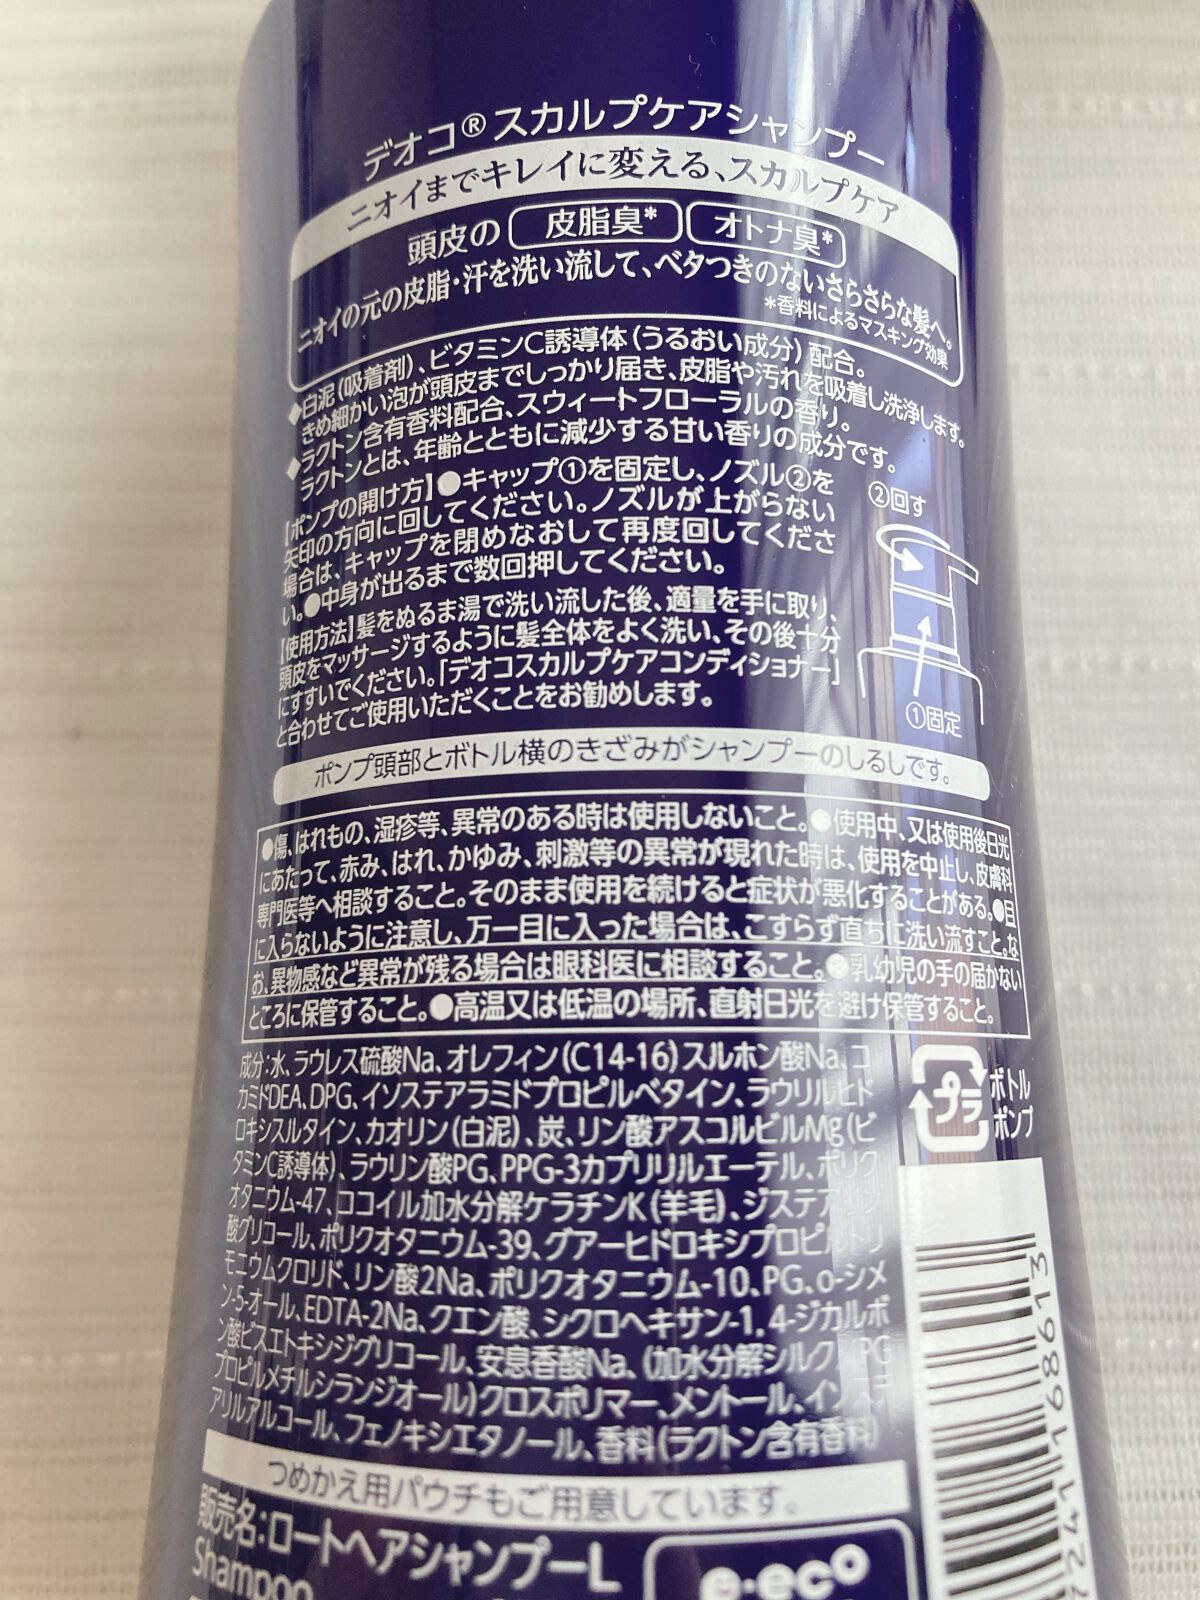 デオコ®スカルプケアシャンプー
ニオイまでキレイに変える、スカルプケア
頭皮の 皮脂臭* オトナ臭*
ニオイの元の皮脂・汗を洗い流して、ベタつきのないさらさらな髪へ。
*香料によるマスキング効果
◆白泥(吸着剤)、ビタミンC誘導体(うるおい成分)配合。
きめ細かい泡が頭皮までしっかり届き、皮脂や汚れを吸着し洗浄します。
◆ラクトン含有香料配合、スウィートフローラルの香り。
ラクトンとは、年齢とともに減少する甘い香りの成分です。
【ポンプの開け方】●キャップ①を固定し、ノズル②を
矢印の方向に回してください。ノズルが上がらない
場合は、キャップを閉めなおして再度回してくださ
い。●中身が出るまで数回押してください。
②回す
①固定
【使用方法】髪をぬるま湯で洗い流した後、適量を手に取り、
頭皮をマッサージするように髪全体をよく洗い、その後十分
にすすいでください。「デオコスカルプケアコンディショナー」
と合わせてご使用いただくことをお勧めします。
ポンプ頭部とボトル横のきざみがシャンプーのしるしです。
●傷、はれもの、湿疹等、異常のある時は使用しないこと。●使用中、又は使用後日光
にあたって、赤み、はれ、かゆみ、刺激等の異常が現れた時は、使用を中止し、皮膚科
専門医等へ相談すること。そのまま使用を続けると症状が悪化することがある。●目
に入らないように注意し、万一目に入った場合は、こすらず直ちに洗い流すこと。な
お、異物感など異常が残る場合は眼科医に相談すること。●乳幼児の手の届かない
ところに保管すること。●高温又は低温の場所、直射日光を避け保管すること。
成分:水、ラウレス硫酸Na、オレフィン(C14-16)スルホン酸Na、コ
カミドDEA、DPG、イソステアラミドプロピルベタイン、ラウリルヒド
ロキシスルタイン、カオリン(白泥)、炭、リン酸アスコルビルMg(ビ
タミンC誘導体)、ラウリン酸PG、PPG-3カプリリルエーテル、ポリク
オタニウム-47、ココイル加水分解ケラチンK(羊毛)、ジステアリン
酸グリコール、ポリクオタニウム-39、グアーヒドロキシプロピルトリ
モニウムクロリド、リン酸2Na、ポリクオタニウム-10、PG、o-シメ
ン-5-オール、EDTA-2Na、クエン酸、シクロヘキサン-1,4-ジカルボ
ン酸ビスエトキシジグリコール、安息香酸Na、(加水分解シルク/PG
プロピルメチルシランジオール)クロスポリマー、メントール、イソステ
アリルアルコール、フェノキシエタノール、香料(ラクトン含有香料)
プラ
ボトル
ポンプ
つめかえ用パウチもご用意しています。
販売名:ロートヘアシャンプーL
Shampoo
e・eco
7241168613